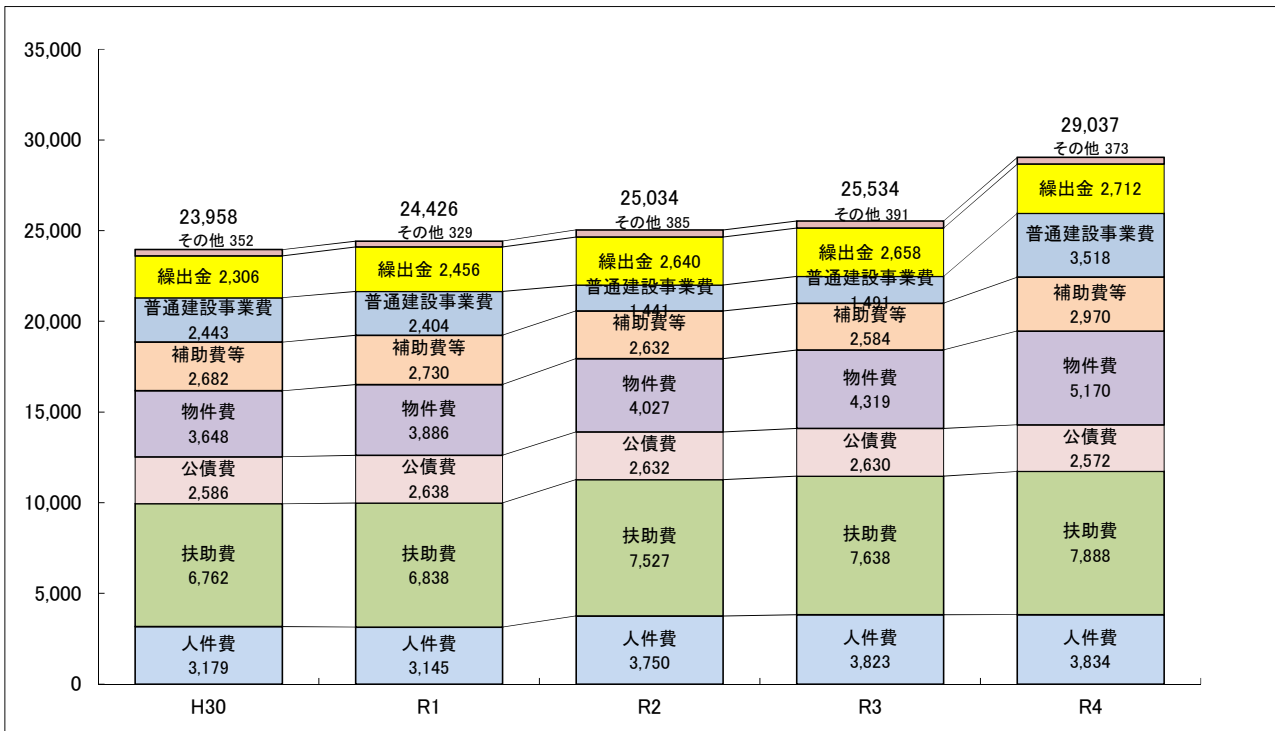 35,000
30,000
25,000
20,000
15,000
10,000
5,000
0
23,958
その他 352
繰出金 2,306
普通建設事業費
2,443
補助費等
2,682
物件費
3,648
公債費
2,586
扶助費
6,762
人件費
3,179
H30
24,426
その他 329
繰出金 2,456
普通建設事業費
2,404
補助費等
2,730
物件費
3,886
公債費
2,638
扶助費
6,838
人件費
3,145
R1
25,034
その他 385
繰出金 2,640
普通建設事業費
1,441
補助費等
2,632
物件費
4,027
公債費
2,632
扶助費
7,527
人件費
3,750
R2
25,534
その他 391
繰出金 2,658
普通建設事業費
1,491
補助費等
2,584
物件費
4,319
公債費
2,630
扶助費
7,638
人件費
3,823
R3
29,037
その他 373
繰出金 2,712
普通建設事業費
3,518
補助費等
2,970
物件費
5,170
公債費
2,572
扶助費
7,888
人件費
3,834
R4